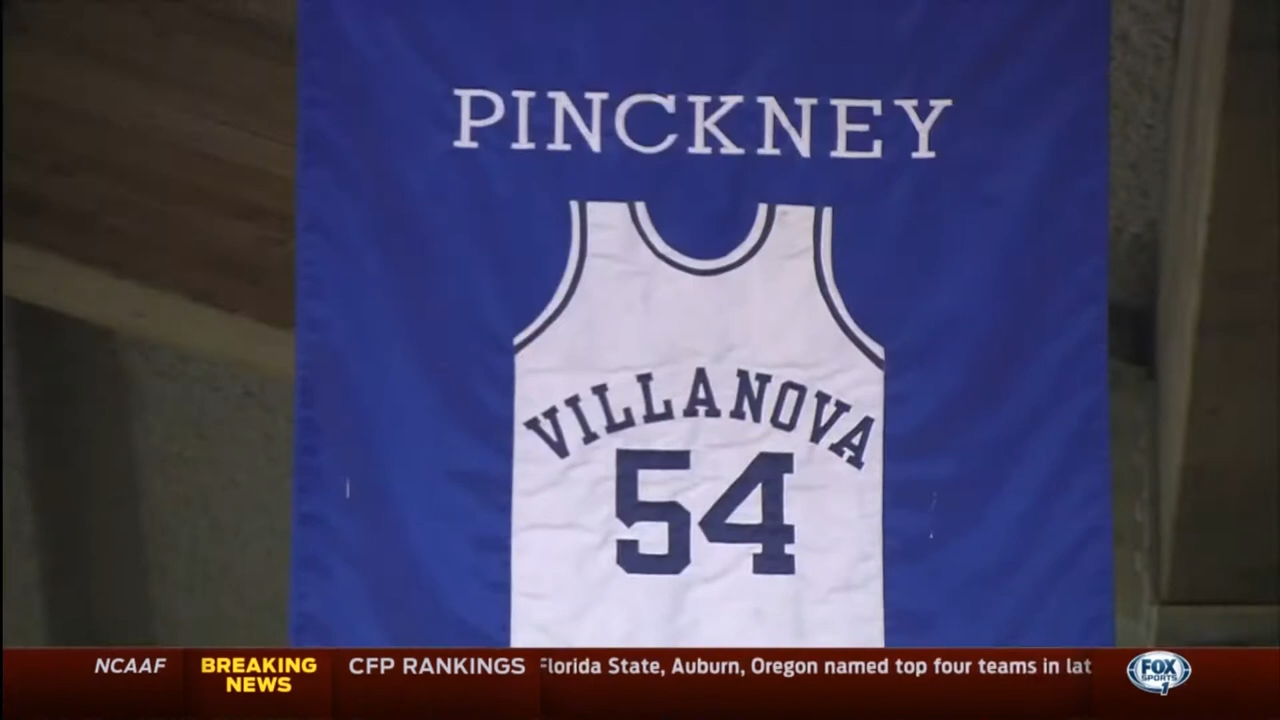 PINCKNEY
VILLANOVA
54
NCAAF
BREAKING NEWS
CFP RANKINGS
Florida State, Auburn, Oregon named top four teams in lat
FOX
SPORTS
1